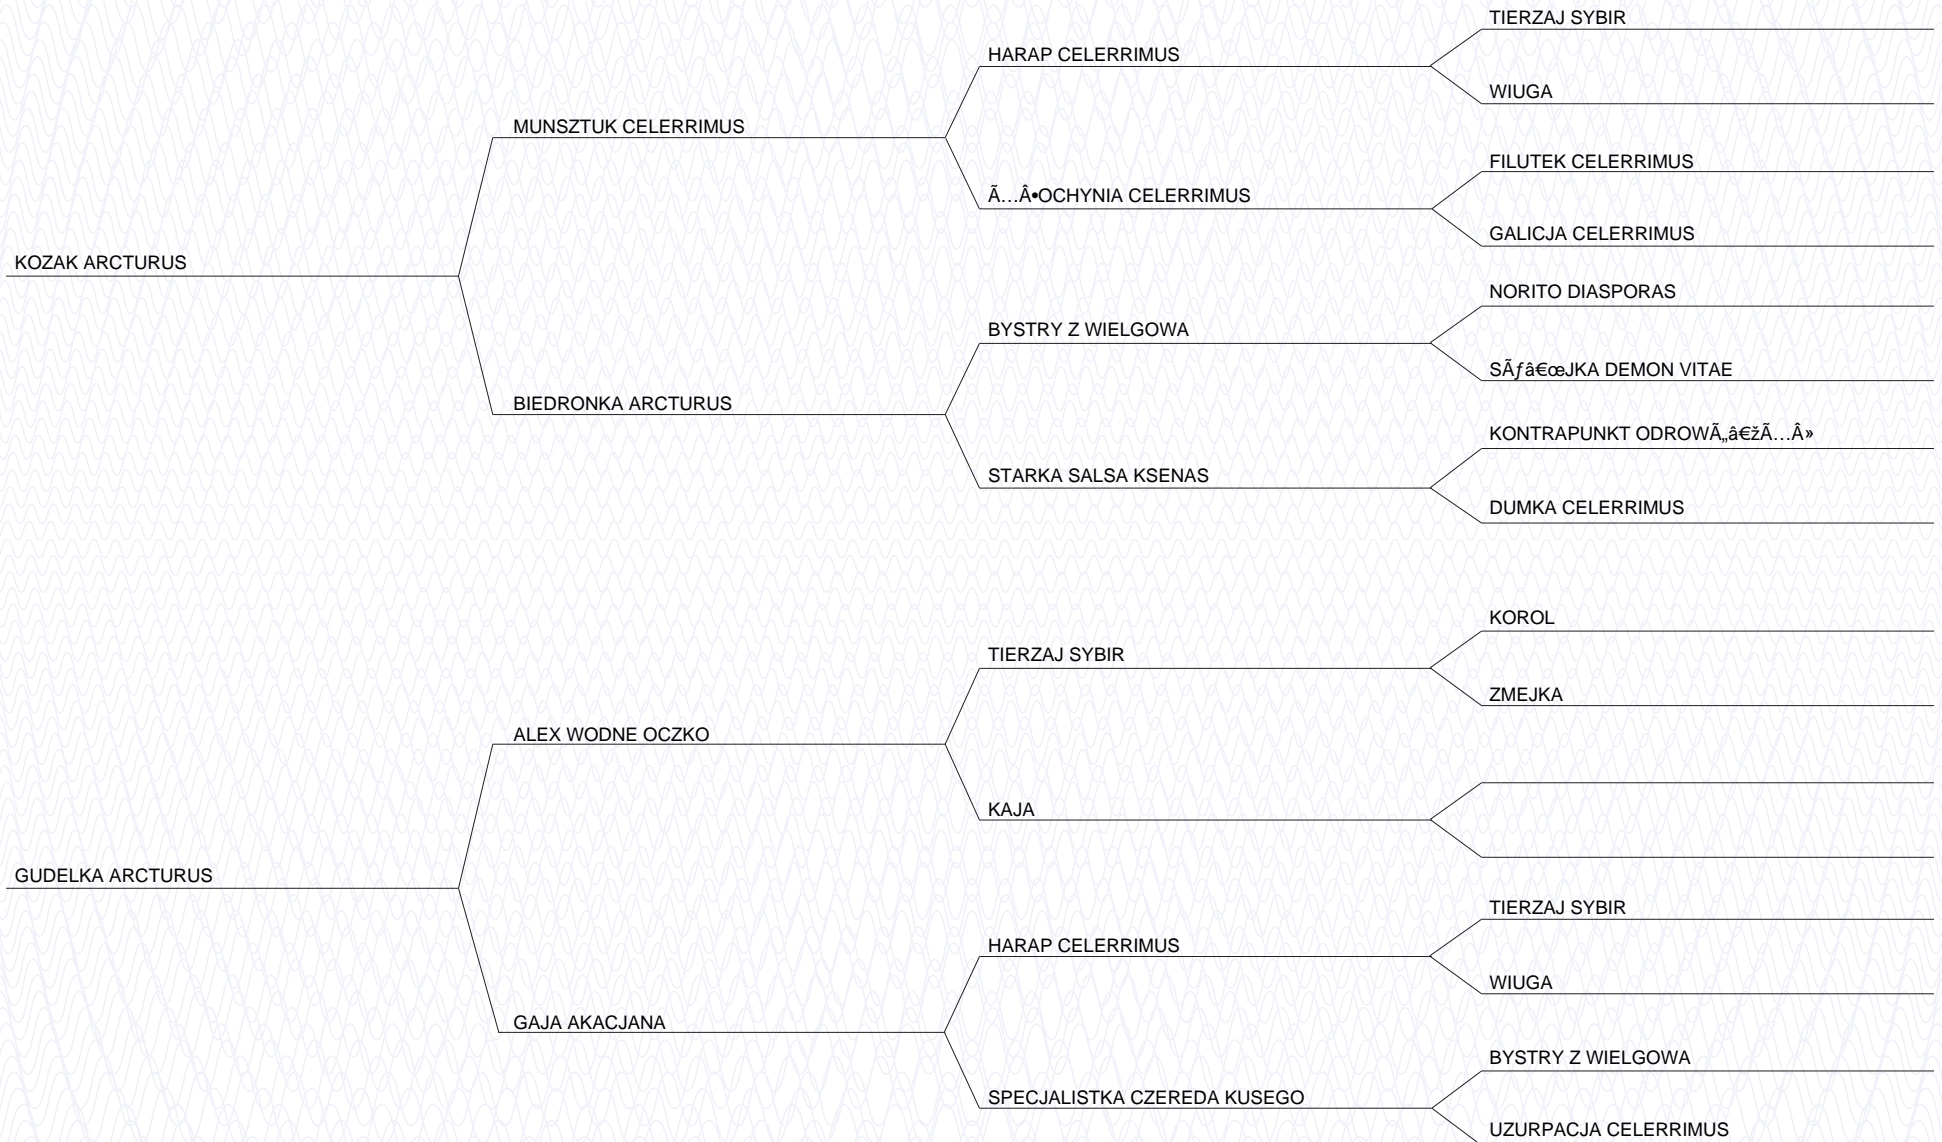 TIERZAJ SYBIR
HARAP CELERRIMUS
WIUGA
MUNSZTUK CELERRIMUS
FILUTEK CELERRIMUS
Ã…Â•OCHYNIA CELERRIMUS
GALICJA CELERRIMUS
KOZAK ARCTURUS
NORITO DIASPORAS
BYSTRY Z WIELGOWA
SÃƒâ€œJKA DEMON VITAE
BIEDRONKA ARCTURUS
KONTRAPUNKT ODROWÃ„â€žÃ…Â»
STARKA SALSA KSENAS
DUMKA CELERRIMUS
KOROL
TIERZAJ SYBIR
ZMEJKA
ALEX WODNE OCZKO
KAJA
GUDELKA ARCTURUS
TIERZAJ SYBIR
HARAP CELERRIMUS
WIUGA
GAJA AKACJANA
BYSTRY Z WIELGOWA
SPECJALISTKA CZEREDA KUSEGO
UZURPACJA CELERRIMUS